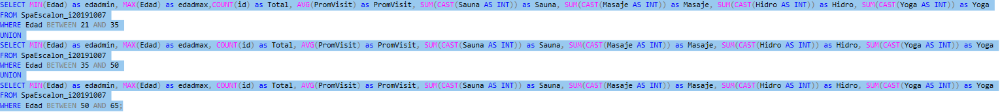 SELECT MIN(Edad) as edadmin, MAX(Edad) as edadmax,COUNT(id) as Total, AVG(PromVisit) as PromVisit, SUM(CAST(Sauna AS INT)) as Sauna, SUM(CAST(Masaje AS INT)) as Masaje, SUM(CAST(Hidro AS INT)) as Hidro, SUM(CAST(Yoga AS INT)) as Yoga
FROM SpaEscalon_i20191007
WHERE Edad BETWEEN 21 AND 35
UNION
SELECT MIN(Edad) as edadmin, MAX(Edad) as edadmax, COUNT(id) as Total, AVG(PromVisit) as PromVisit, SUM(CAST(Sauna AS INT)) as Sauna, SUM(CAST(Masaje AS INT)) as Masaje, SUM(CAST(Hidro AS INT)) as Hidro, SUM(CAST(Yoga AS INT)) as Yoga
FROM SpaEscalon_i20191007
WHERE Edad BETWEEN 35 AND 50
UNION
SELECT MIN(Edad) as edadmin, MAX(Edad) as edadmax, COUNT(id) as Total, AVG(PromVisit) as PromVisit, SUM(CAST(Sauna AS INT)) as Sauna, SUM(CAST(Masaje AS INT)) as Masaje, SUM(CAST(Hidro AS INT)) as Hidro, SUM(CAST(Yoga AS INT)) as Yoga
FROM SpaEscalon_i20191007
WHERE Edad BETWEEN 50 AND 65;